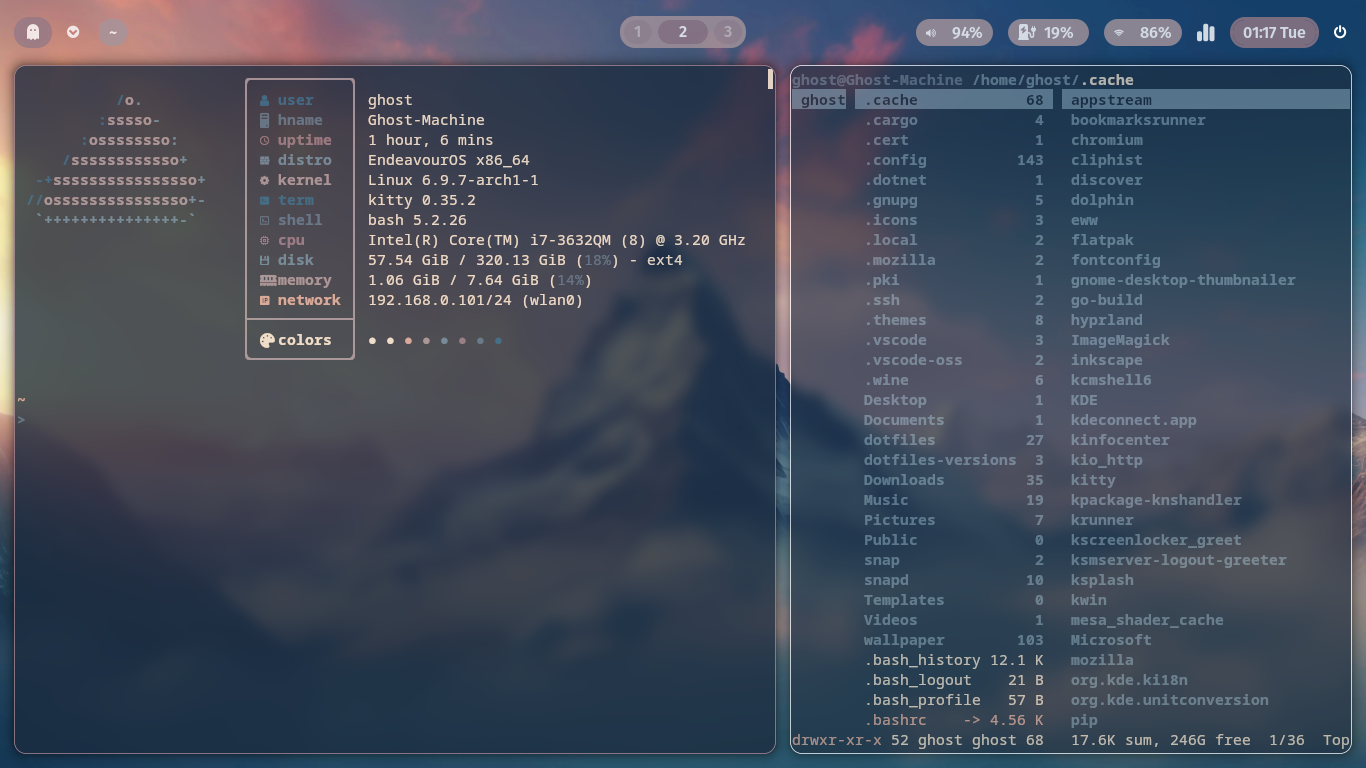 ~ 1 2 3 94% 19% 86% 01:17 Tue
/o.
:sssso-
:ossssssso:
/ssssssssssso+
-+sssssssssssssssso+
//osssssssssssssso+-
`+++++++++++++++-`
user ghost
hname Ghost-Machine
uptime 1 hour, 6 mins
distro EndeavourOS x86_64
kernel Linux 6.9.7-arch1-1
term kitty 0.35.2
shell bash 5.2.26
cpu Intel(R) Core(TM) i7-3632QM (8) @ 3.20 GHz
disk 57.54 GiB / 320.13 GiB (18%) - ext4
memory 1.06 GiB / 7.64 GiB (14%)
network 192.168.0.101/24 (wlan0)
colors
~
>
ghost@Ghost-Machine /home/ghost/.cache
ghost .cache 68 appstream
.cargo 4 bookmarksrunner
.cert 1 chromium
.config 143 cliphist
.dotnet 1 discover
.gnupg 5 dolphin
.icons 3 eww
.local 2 flatpak
.mozilla 2 fontconfig
.pki 1 gnome-desktop-thumbnailer
.ssh 2 go-build
.themes 8 hyprland
.vscode 3 ImageMagick
.vscode-oss 2 inkscape
.wine 6 kcmshell6
Desktop 1 KDE
Documents 1 kdeconnect.app
dotfiles 27 kinfocenter
dotfiles-versions 3 kio_http
Downloads 35 kitty
Music 19 kpackage-knshandler
Pictures 7 krunner
Public 0 kscreenlocker_greet
snap 2 ksmserver-logout-greeter
snapd 10 ksplash
Templates 0 kwin
Videos 1 mesa_shader_cache
wallpaper 103 Microsoft
.bash_history 12.1 K mozilla
.bash_logout 21 B org.kde.ki18n
.bash_profile 57 B org.kde.unitconversion
.bashrc -> 4.56 K pip
drwxr-xr-x 52 ghost ghost 68 17.6K sum, 246G free 1/36 Top